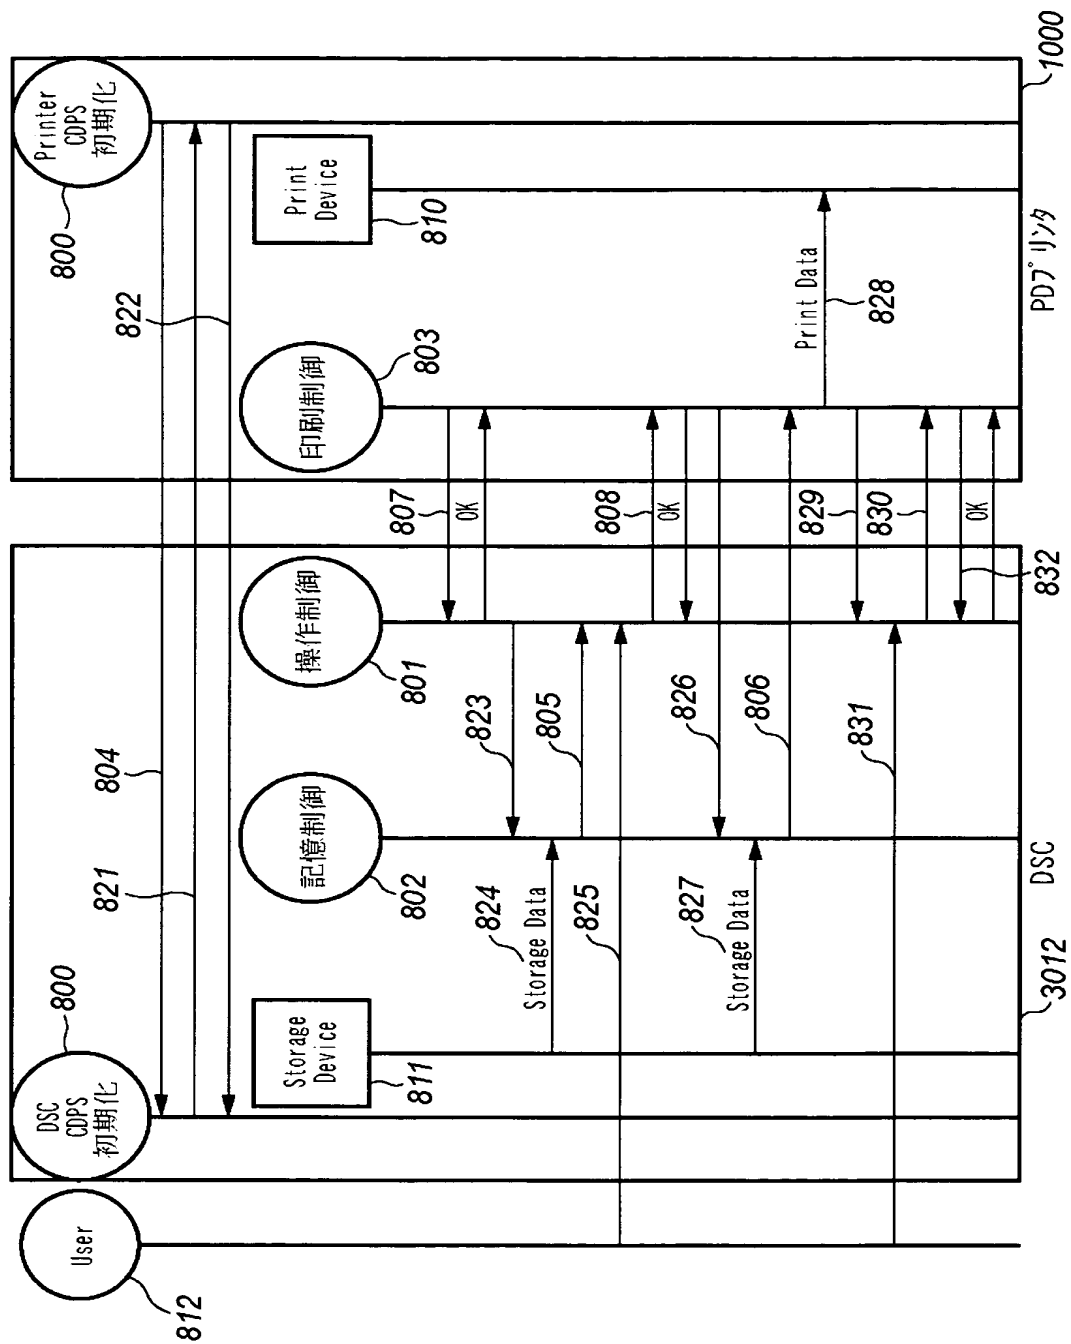 User
812
DSC
CDPS
初期化
800
Printer
CDPS
初期化
800
804
821
822
Storage
Device
811
記憶制御
802
操作制御
801
印刷制御
803
Print
Device
810
807
OK
823
824
Storage Data
805
825
808
OK
826
827
Storage Data
806
Print Data
828
829
831
830
832
OK
3012
DSC
PDプリンタ
1000